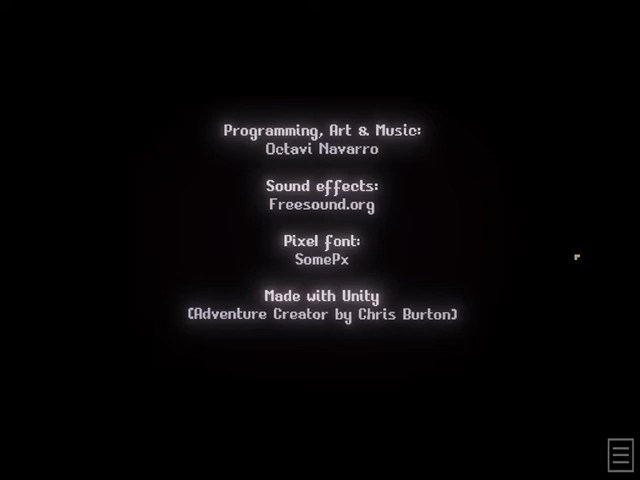 Programming, Art & Music:
Octavi Navarro
Sound effects:
Freesound.org
Pixel font:
SomePx
Made with Unity
(Adventure Creator by Chris Burton)